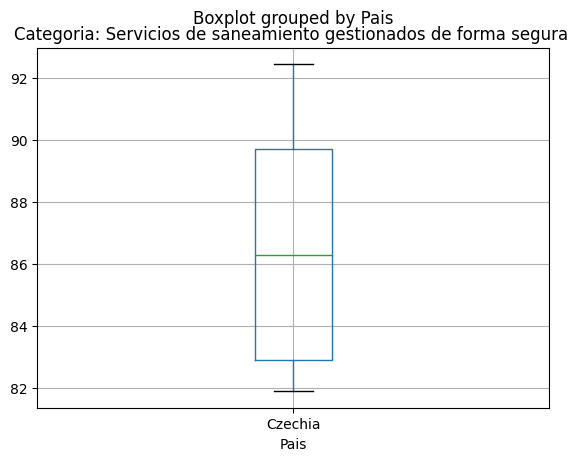 Boxplot grouped by Pais
Categoria: Servicios de saneamiento gestionados de forma segura
92
90
88
86
84
82
Czechia
Pais